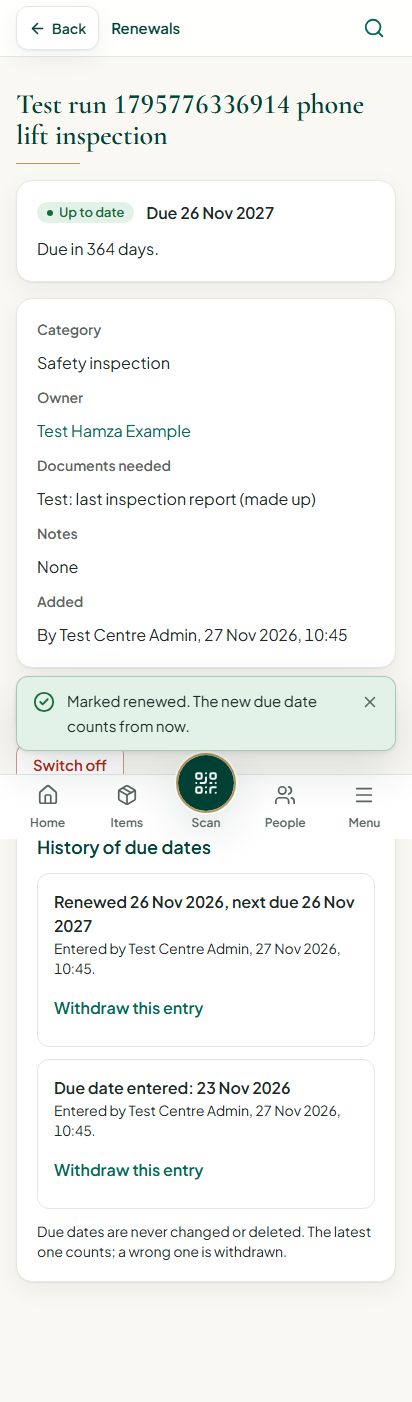 Back
Renewals
Test run 1795776336914 phone
lift inspection
Up to date
Due 26 Nov 2027
Due in 364 days.
Category
Safety inspection
Owner
Test Hamza Example
Documents needed
Test: last inspection report (made up)
Notes
None
Added
By Test Centre Admin, 27 Nov 2026, 10:45
Marked renewed. The new due date
counts from now.
Switch off
Home
Items
Scan
People
Menu
History of due dates
Renewed 26 Nov 2026, next due 26 Nov
2027
Entered by Test Centre Admin, 27 Nov 2026,
10:45.
Withdraw this entry
Due date entered: 23 Nov 2026
Entered by Test Centre Admin, 27 Nov 2026,
10:45.
Withdraw this entry
Due dates are never changed or deleted. The latest
one counts; a wrong one is withdrawn.